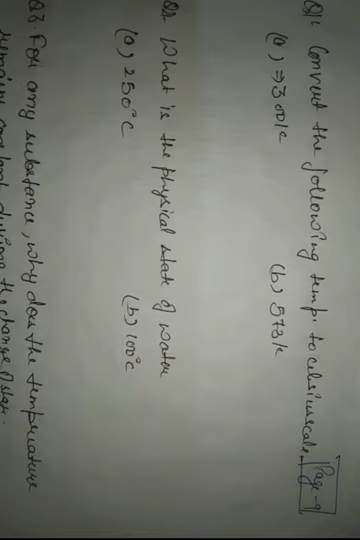 Q1: Convert the following temp: to celsius scale. Page-9
(a) ⇒ 300K (b) 573K
Q2. What is the physical state of water
(a) 250°C (b) 100°C
Q3 For any substance, why does the temperature
remain constant during the change of state.